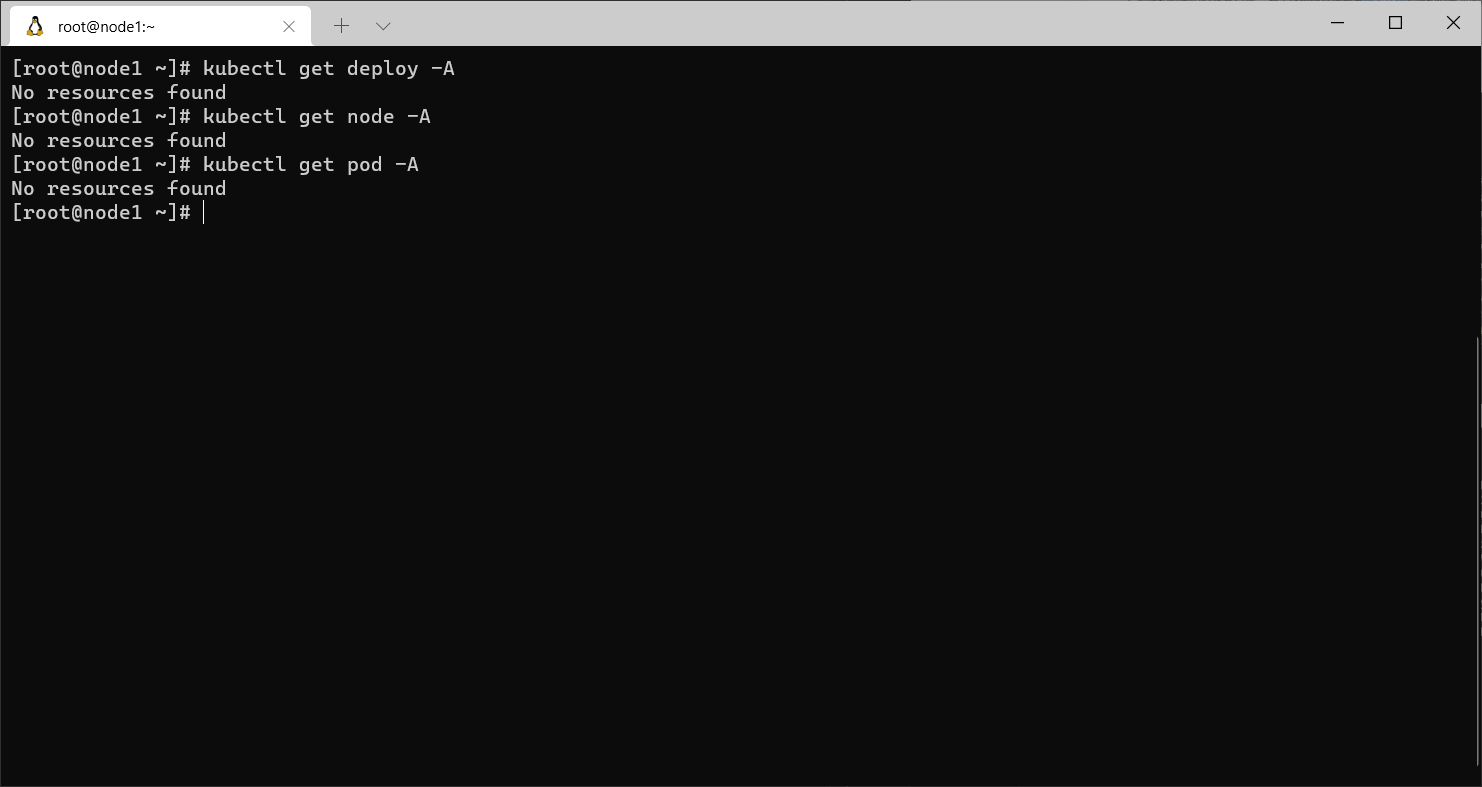 root@node1:~
[root@node1 ~]# kubectl get deploy -A
No resources found
[root@node1 ~]# kubectl get node -A
No resources found
[root@node1 ~]# kubectl get pod -A
No resources found
[root@node1 ~]#